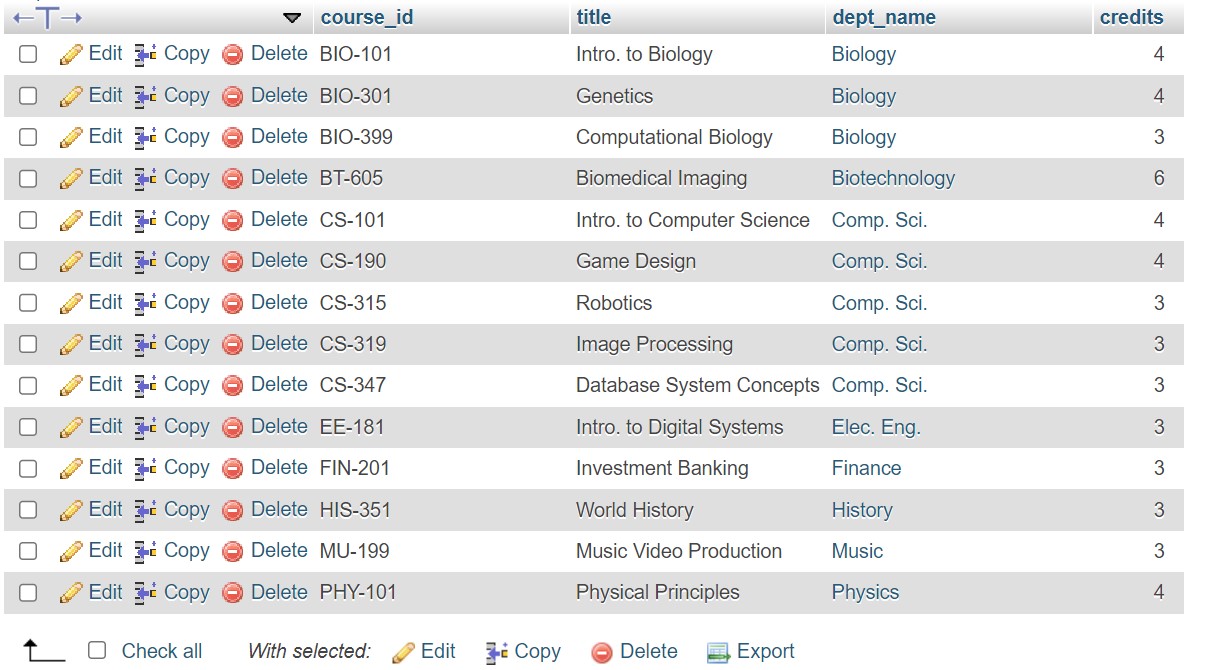 course_id title dept_name credits
Edit Copy Delete BIO-101 Intro. to Biology Biology 4
Edit Copy Delete BIO-301 Genetics Biology 4
Edit Copy Delete BIO-399 Computational Biology Biology 3
Edit Copy Delete BT-605 Biomedical Imaging Biotechnology 6
Edit Copy Delete CS-101 Intro. to Computer Science Comp. Sci. 4
Edit Copy Delete CS-190 Game Design Comp. Sci. 4
Edit Copy Delete CS-315 Robotics Comp. Sci. 3
Edit Copy Delete CS-319 Image Processing Comp. Sci. 3
Edit Copy Delete CS-347 Database System Concepts Comp. Sci. 3
Edit Copy Delete EE-181 Intro. to Digital Systems Elec. Eng. 3
Edit Copy Delete FIN-201 Investment Banking Finance 3
Edit Copy Delete HIS-351 World History History 3
Edit Copy Delete MU-199 Music Video Production Music 3
Edit Copy Delete PHY-101 Physical Principles Physics 4
Check all With selected: Edit Copy Delete Export